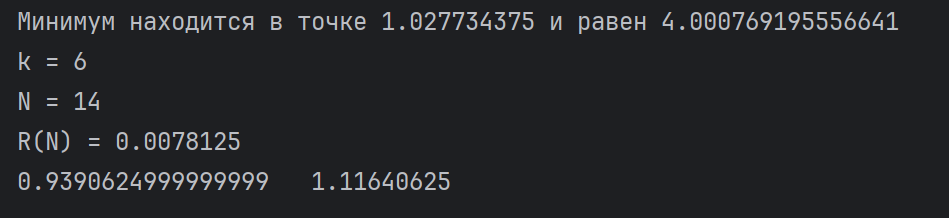 Минимум находится в точке 1.027734375 и равен 4.000769195556641
k = 6
N = 14
R(N) = 0.0078125
0.9390624999999999   1.11640625